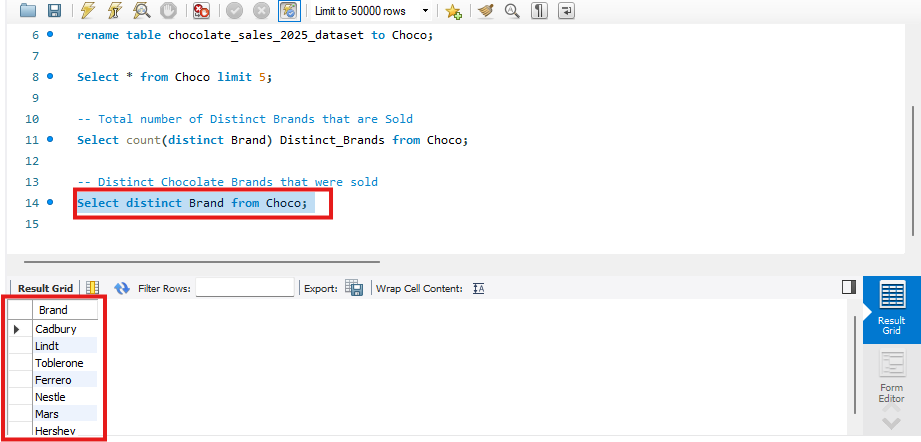 Limit to 50000 rows
6 rename table chocolate_sales_2025_dataset to Choco;
7
8 Select * from Choco limit 5;
9
10 -- Total number of Distinct Brands that are Sold
11 Select count(distinct Brand) Distinct_Brands from Choco;
12
13 -- Distinct Chocolate Brands that were sold
14 Select distinct Brand from Choco;
15
Result Grid Filter Rows: Export: Wrap Cell Content: IA
Brand
Cadbury
Lindt
Toblerone
Ferrero
Nestle
Mars
Hershey
Result
Grid
Form
Editor